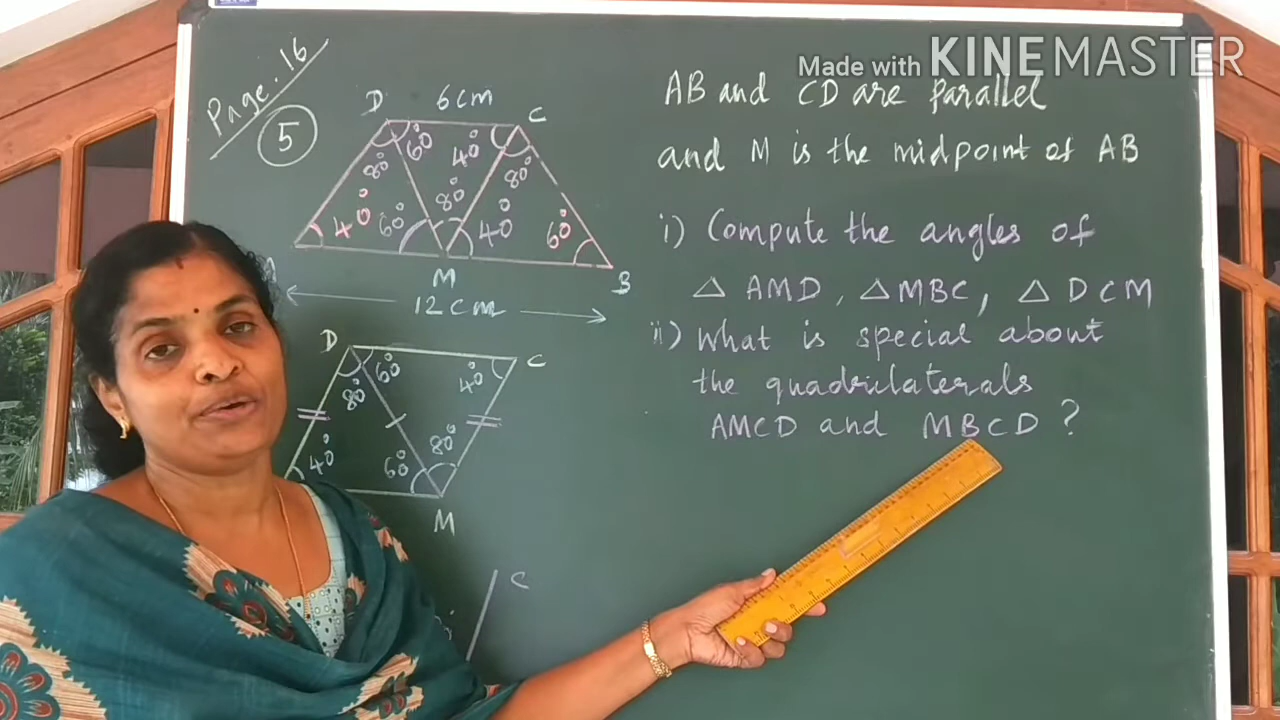 Made with KINEMASTER
Page. 16
5
D 6cm C
60° 40°
80° 80° 80°
40° 60° 40° 60°
M B
12cm
AB and CD are parallel
and M is the midpoint of AB
i) Compute the angles of
△ AMD, △ MBC, △ DCM
ii) What is special about
the quadrilaterals
AMCD and MBCD ?
D C
60° 40°
80° 80°
40° 60°
M
C